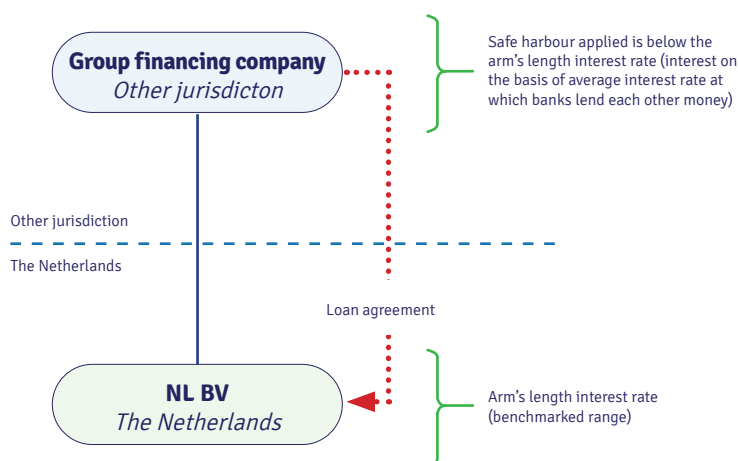 Group financing company
Other jurisdicton
Safe harbour applied is below the
arm's length interest rate (interest on
the basis of average interest rate at
which banks lend each other money)
Other jurisdiction
The Netherlands
Loan agreement
NL BV
The Netherlands
Arm's length interest rate
(benchmarked range)